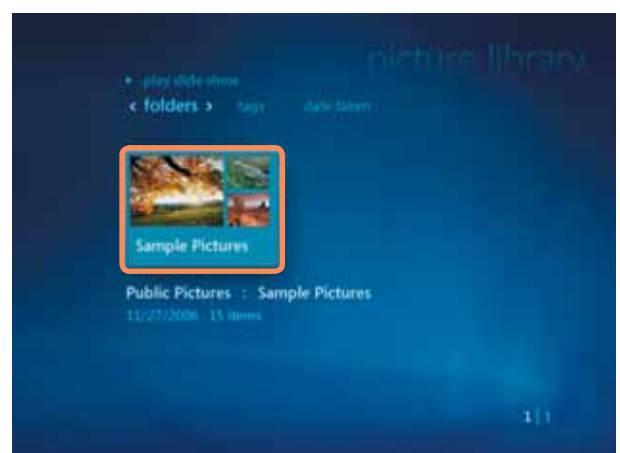 picture library
play slide show
‹ folders › tags date taken
Sample Pictures
Public Pictures : Sample Pictures
11/27/2006 15 items
1 | 1